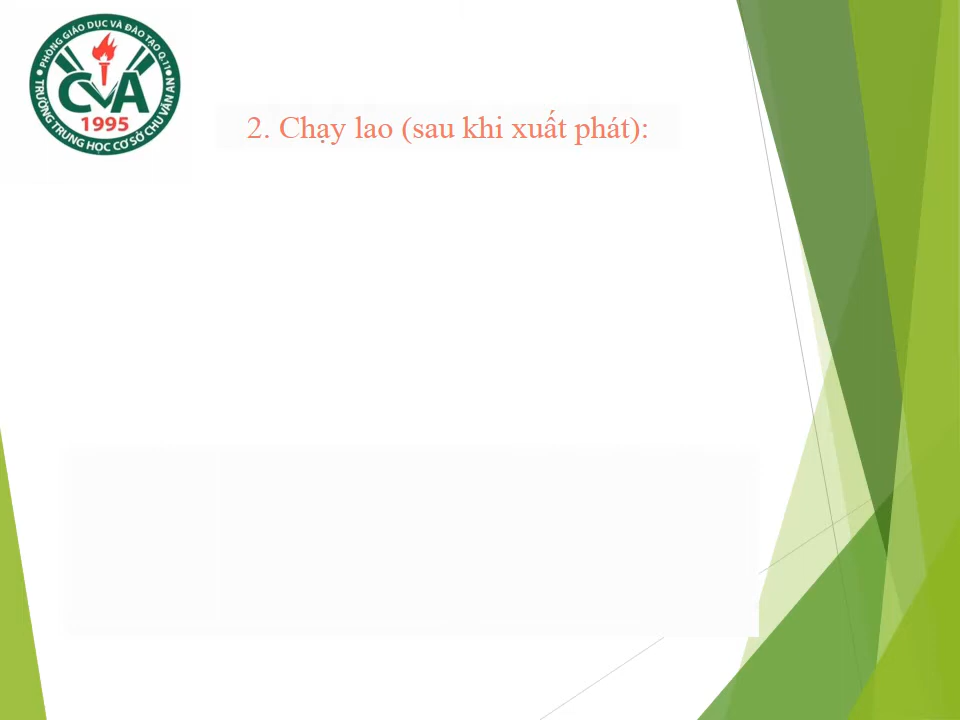 PHÒNG GIÁO DỤC VÀ ĐÀO TẠO Q.11
CVA
1995
TRƯỜNG TRUNG HỌC CƠ SỞ CHU VĂN AN
2. Chạy lao (sau khi xuất phát):